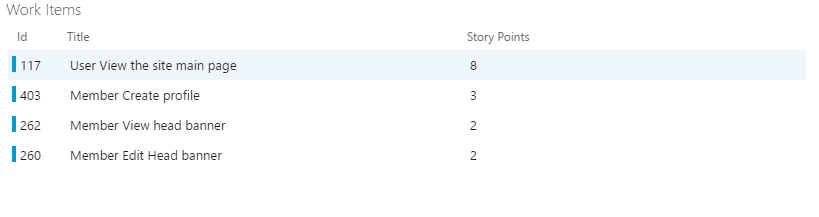 Work Items
Id Title Story Points
117 User View the site main page 8
403 Member Create profile 3
262 Member View head banner 2
260 Member Edit Head banner 2